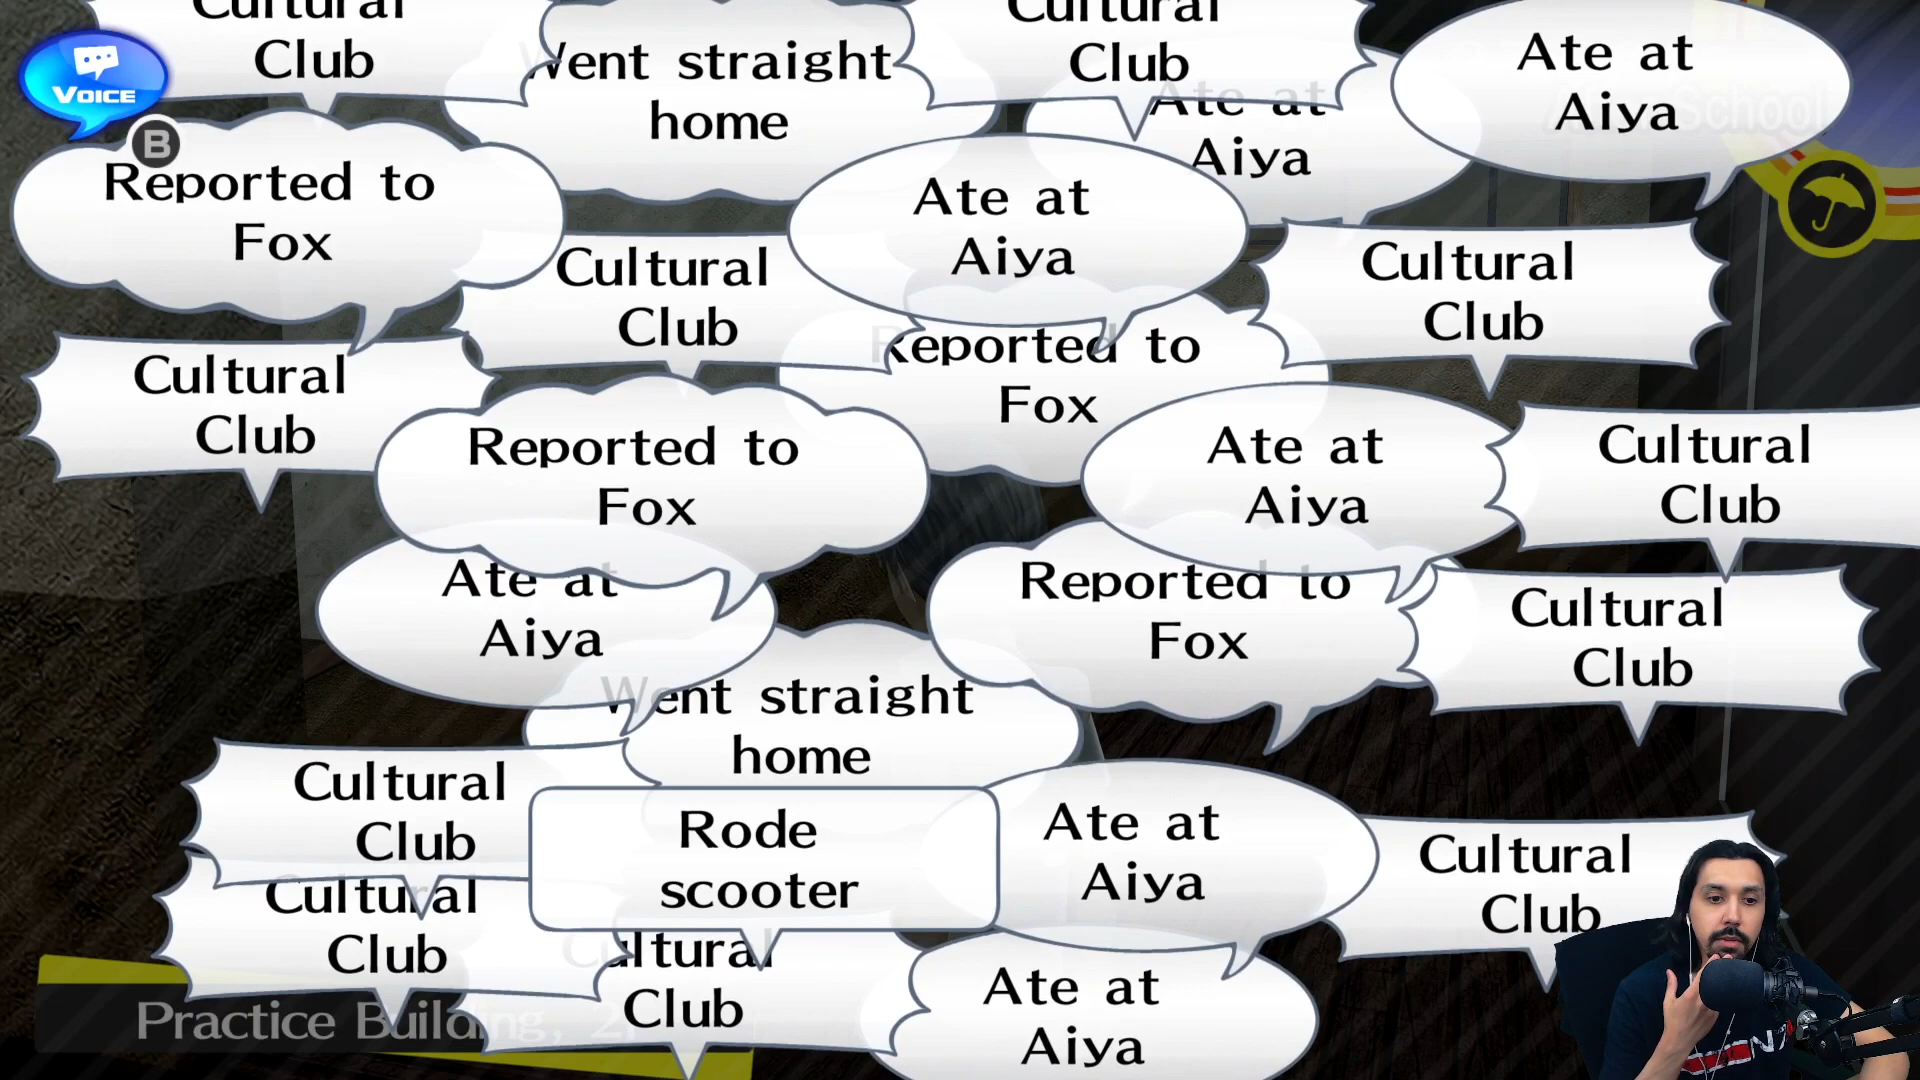 Cultural
Club
Went straight
home
Cultural
Club
Ate at
Aiya
VOICE
B
Ate at
Aiya
School
Reported to
Fox
Ate at
Aiya
Cultural
Club
Cultural
Club
Reported to
Fox
Cultural
Club
Reported to
Fox
Ate at
Aiya
Cultural
Club
Ate at
Aiya
Reported to
Fox
Cultural
Club
Went straight
home
Cultural
Club
Rode
scooter
Ate at
Aiya
Cultural
Club
Cultural
Club
Cultural
Club
Ate at
Aiya
Practice Building,